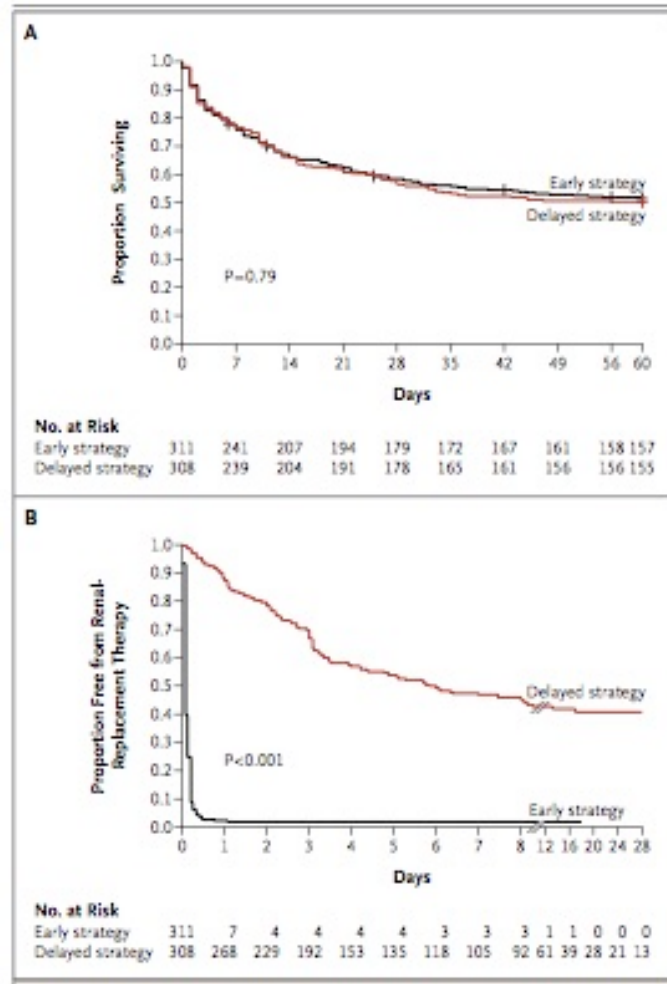 A
1.0
0.9
0.8
0.7
0.6
0.5
0.4
0.3
0.2
0.1
0.0
Proportion Surviving
Early strategy
Delayed strategy
P=0.79
0 7 14 21 28 35 42 49 56 60
Days
No. at Risk
Early strategy 311 241 207 194 179 172 167 161 158 157
Delayed strategy 308 239 204 191 178 165 161 156 156 155
B
1.0
0.9
0.8
0.7
0.6
0.5
0.4
0.3
0.2
0.1
0.0
Proportion Free from Renal-
Replacement Therapy
Delayed strategy
P<0.001
Early strategy
0 1 2 3 4 5 6 7 8 12 16 20 24 28
Days
No. at Risk
Early strategy 311 7 4 4 4 4 3 3 3 1 1 0 0 0
Delayed strategy 308 268 229 192 153 135 118 105 92 61 39 28 21 13